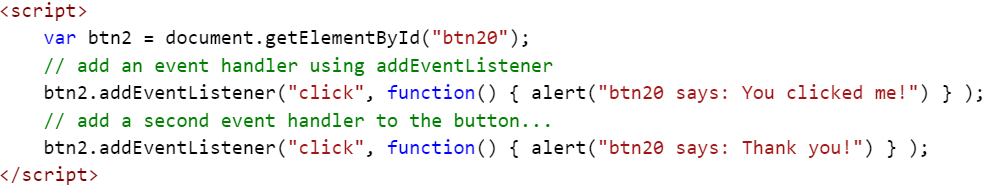 <script>
    var btn2 = document.getElementById("btn20");
    // add an event handler using addEventListener
    btn2.addEventListener("click", function() { alert("btn20 says: You clicked me!") } );
    // add a second event handler to the button...
    btn2.addEventListener("click", function() { alert("btn20 says: Thank you!") } );
</script>